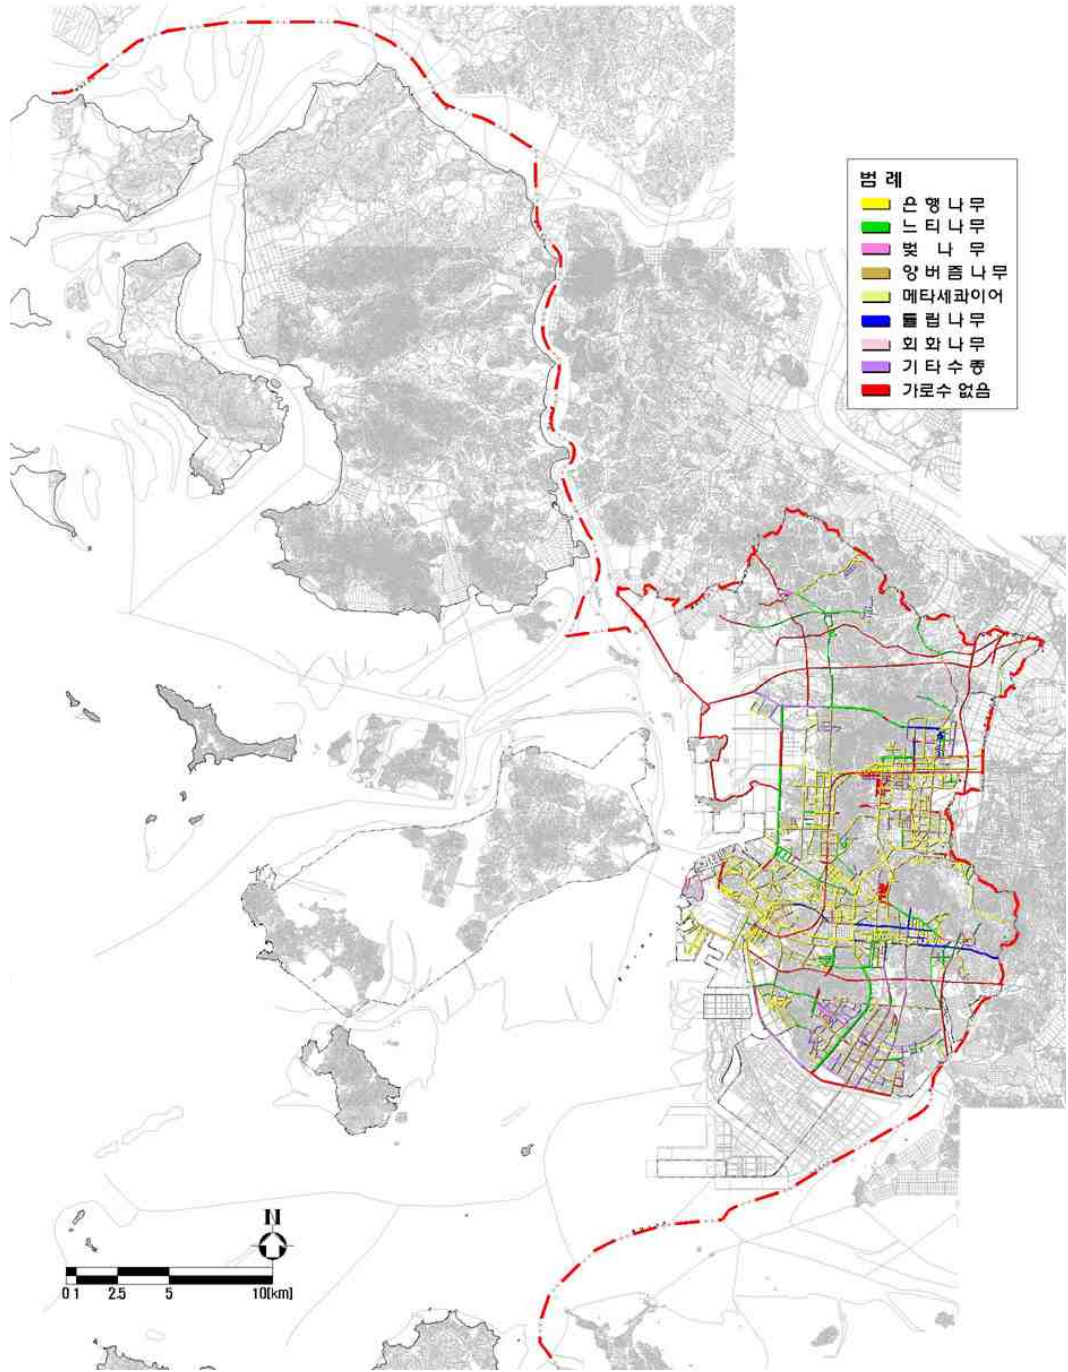 범 례
은 행 나 무
느 티 나 무
벚 나 무
양 버 즘 나 무
메타세콰이어
튤 립 나 무
회 화 나 무
기 타 수 종
가로수 없음
N
0 1 2.5 5 10[km]